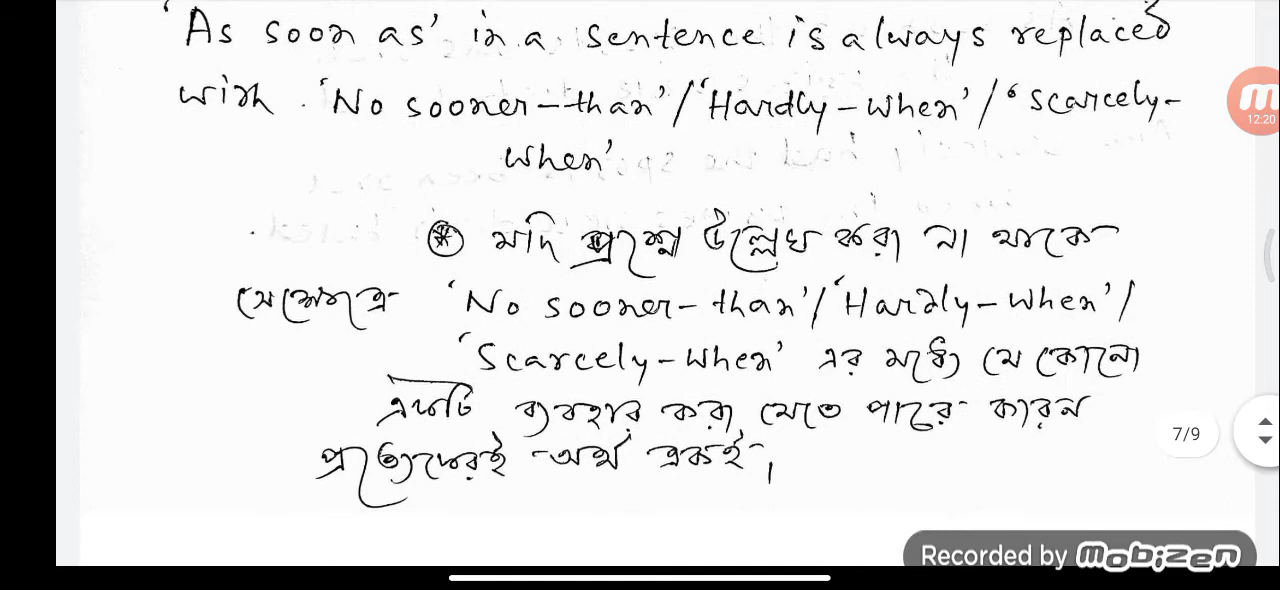 'As soon as' in a sentence is always replaced
with 'No sooner-than'/'Hardly-when'/'Scarcely-
when'
* যদি প্রশ্নে উল্লেখ করা না থাকে
সেক্ষেত্রে 'No sooner-than'/'Hardly-when'/
'Scarcely-when' এর মধ্যে যে কোনো
একটি ব্যবহার করা যেতে পারে কারন
প্রত্যেকেরই অর্থ একই।
12:20
7/9
Recorded by mobizen